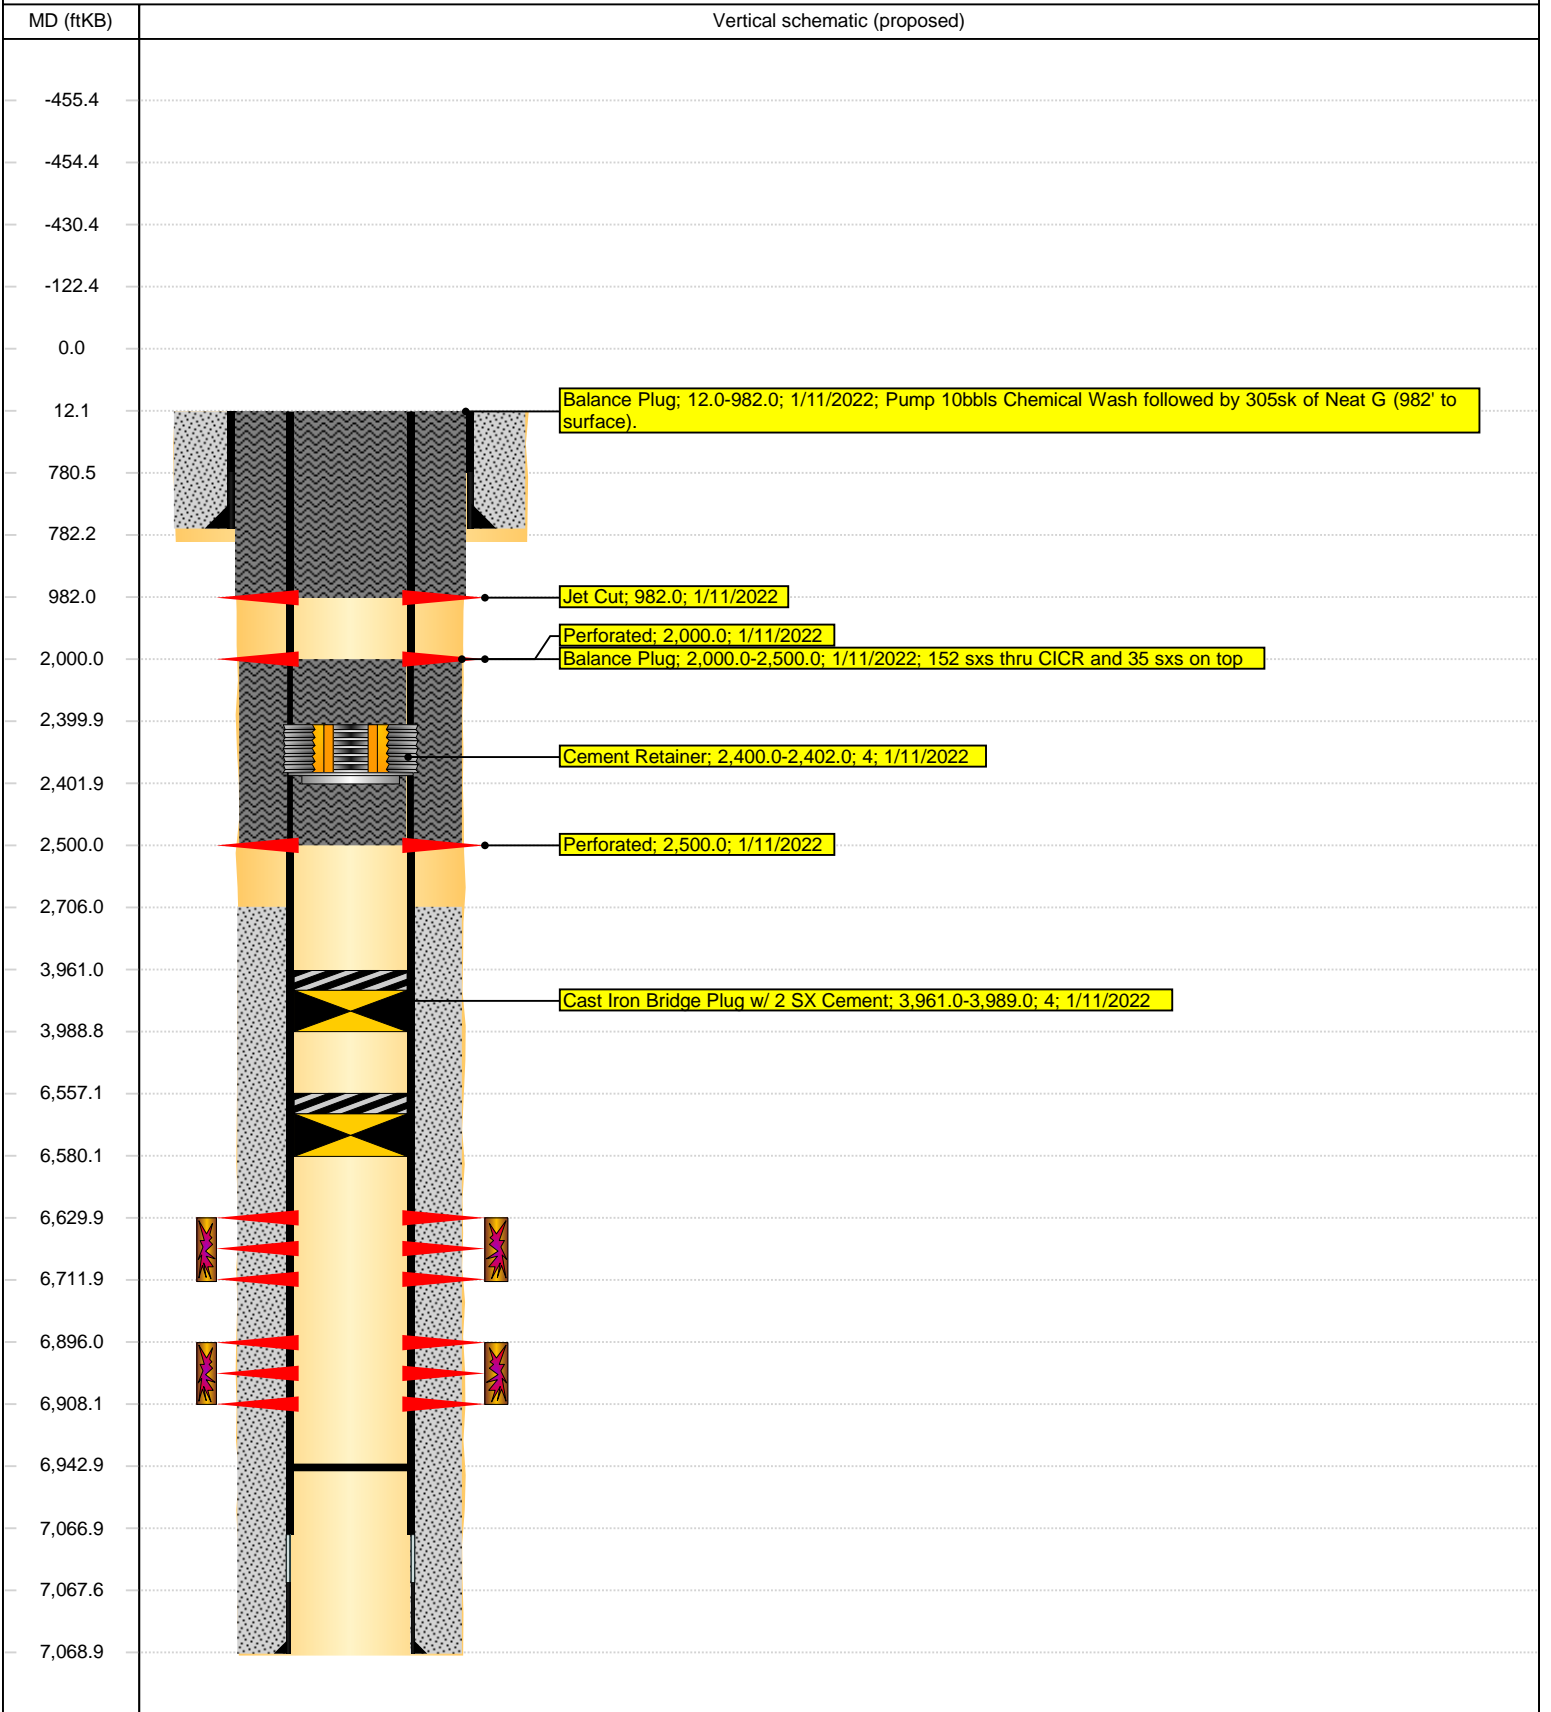 MD (ftKB)
Vertical schematic (proposed)
-455.4
-454.4
-430.4
-122.4
0.0
12.1
Balance Plug; 12.0-982.0; 1/11/2022; Pump 10bbls Chemical Wash followed by 305sk of Neat G (982' to
surface).
780.5
782.2
982.0
Jet Cut; 982.0; 1/11/2022
Perforated; 2,000.0; 1/11/2022
2,000.0
Balance Plug; 2,000.0-2,500.0; 1/11/2022; 152 sxs thru CICR and 35 sxs on top
2,399.9
Cement Retainer; 2,400.0-2,402.0; 4; 1/11/2022
2,401.9
2,500.0
Perforated; 2,500.0; 1/11/2022
2,706.0
3,961.0
Cast Iron Bridge Plug w/ 2 SX Cement; 3,961.0-3,989.0; 4; 1/11/2022
3,988.8
6,557.1
6,580.1
6,629.9
6,711.9
6,896.0
6,908.1
6,942.9
7,066.9
7,067.6
7,068.9